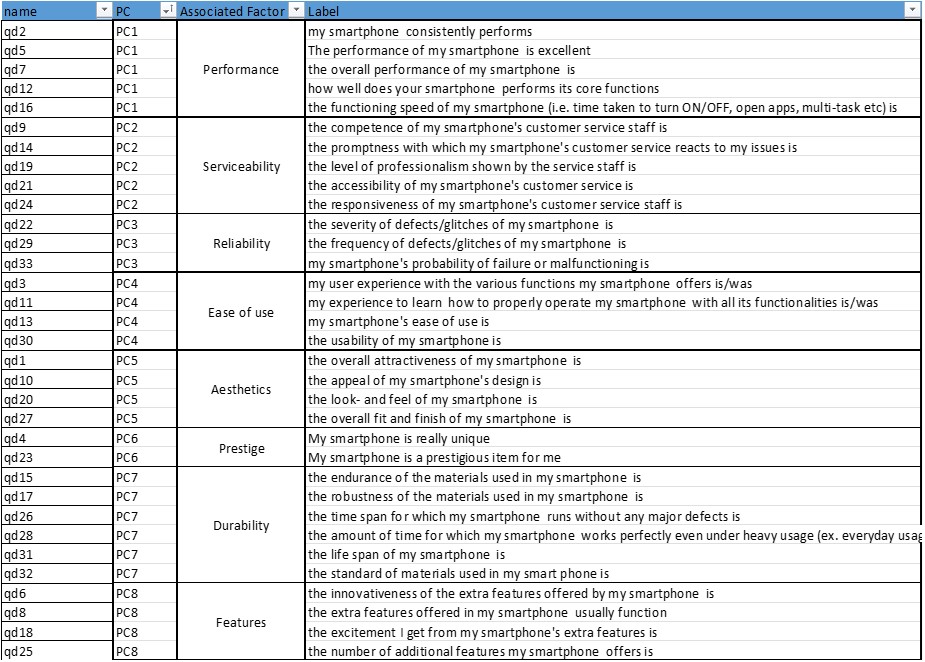 name PC Associated Factor Label
qd2 PC1 my smartphone consistently performs
qd5 PC1 The performance of my smartphone is excellent
qd7 PC1 Performance the overall performance of my smartphone is
qd12 PC1 how well does your smartphone performs its core functions
qd16 PC1 the functioning speed of my smartphone (i.e. time taken to turn ON/OFF, open apps, multi-task etc) is
qd9 PC2 the competence of my smartphone's customer service staff is
qd14 PC2 the promptness with which my smartphone's customer service reacts to my issues is
qd19 PC2 Serviceability the level of professionalism shown by the service staff is
qd21 PC2 the accessibility of my smartphone's customer service is
qd24 PC2 the responsiveness of my smartphone's customer service staff is
qd22 PC3 the severity of defects/glitches of my smartphone is
qd29 PC3 Reliability the frequency of defects/glitches of my smartphone is
qd33 PC3 my smartphone's probability of failure or malfunctioning is
qd3 PC4 my user experience with the various functions my smartphone offers is/was
qd11 PC4 Ease of use my experience to learn how to properly operate my smartphone with all its functionalities is/was
qd13 PC4 my smartphone's ease of use is
qd30 PC4 the usability of my smartphone is
qd1 PC5 the overall attractiveness of my smartphone is
qd10 PC5 Aesthetics the appeal of my smartphone's design is
qd20 PC5 the look- and feel of my smartphone is
qd27 PC5 the overall fit and finish of my smartphone is
qd4 PC6 Prestige My smartphone is really unique
qd23 PC6 My smartphone is a prestigious item for me
qd15 PC7 the endurance of the materials used in my smartphone is
qd17 PC7 the robustness of the materials used in my smartphone is
qd26 PC7 Durability the time span for which my smartphone runs without any major defects is
qd28 PC7 the amount of time for which my smartphone works perfectly even under heavy usage (ex. everyday usag
qd31 PC7 the life span of my smartphone is
qd32 PC7 the standard of materials used in my smart phone is
qd6 PC8 the innovativeness of the extra features offered by my smartphone is
qd8 PC8 Features the extra features offered in my smartphone usually function
qd18 PC8 the excitement I get from my smartphone's extra features is
qd25 PC8 the number of additional features my smartphone offers is